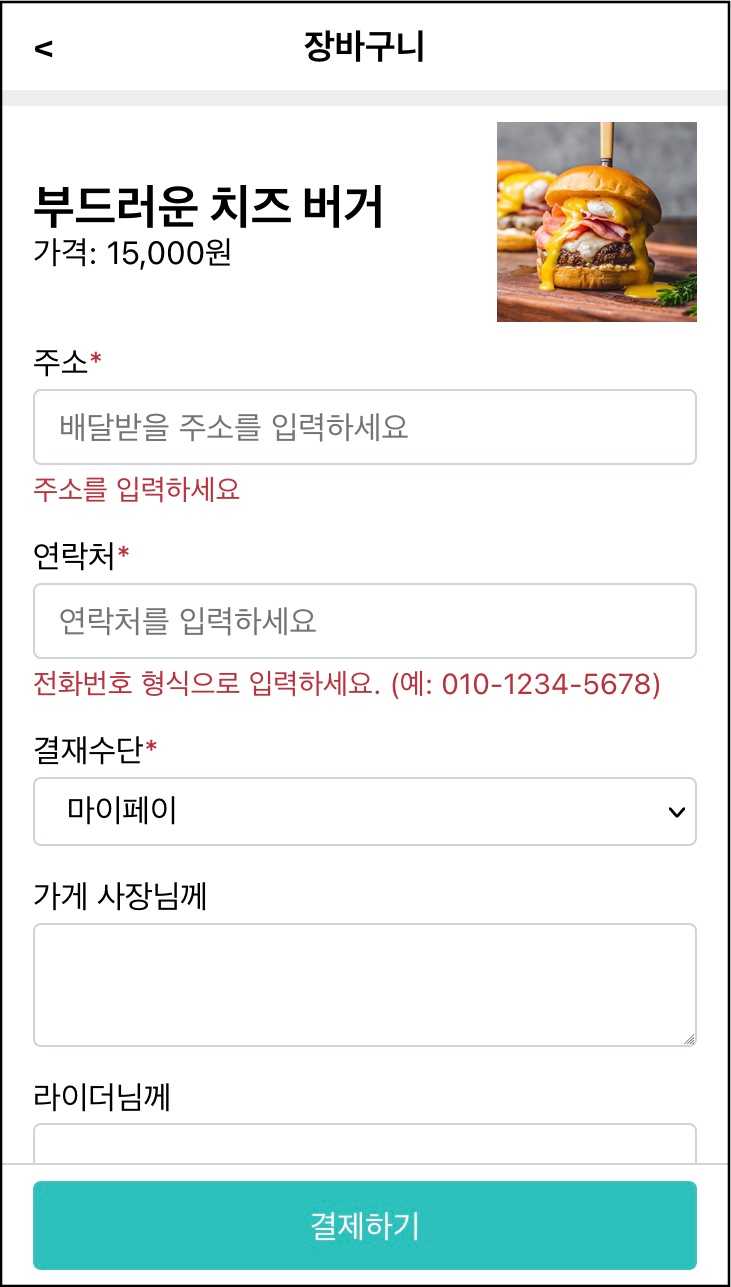 <
장바구니
부드러운 치즈 버거
가격: 15,000원
주소*
배달받을 주소를 입력하세요
주소를 입력하세요
연락처*
연락처를 입력하세요
전화번호 형식으로 입력하세요. (예: 010-1234-5678)
결재수단*
마이페이
가게 사장님께
라이더님께
결제하기